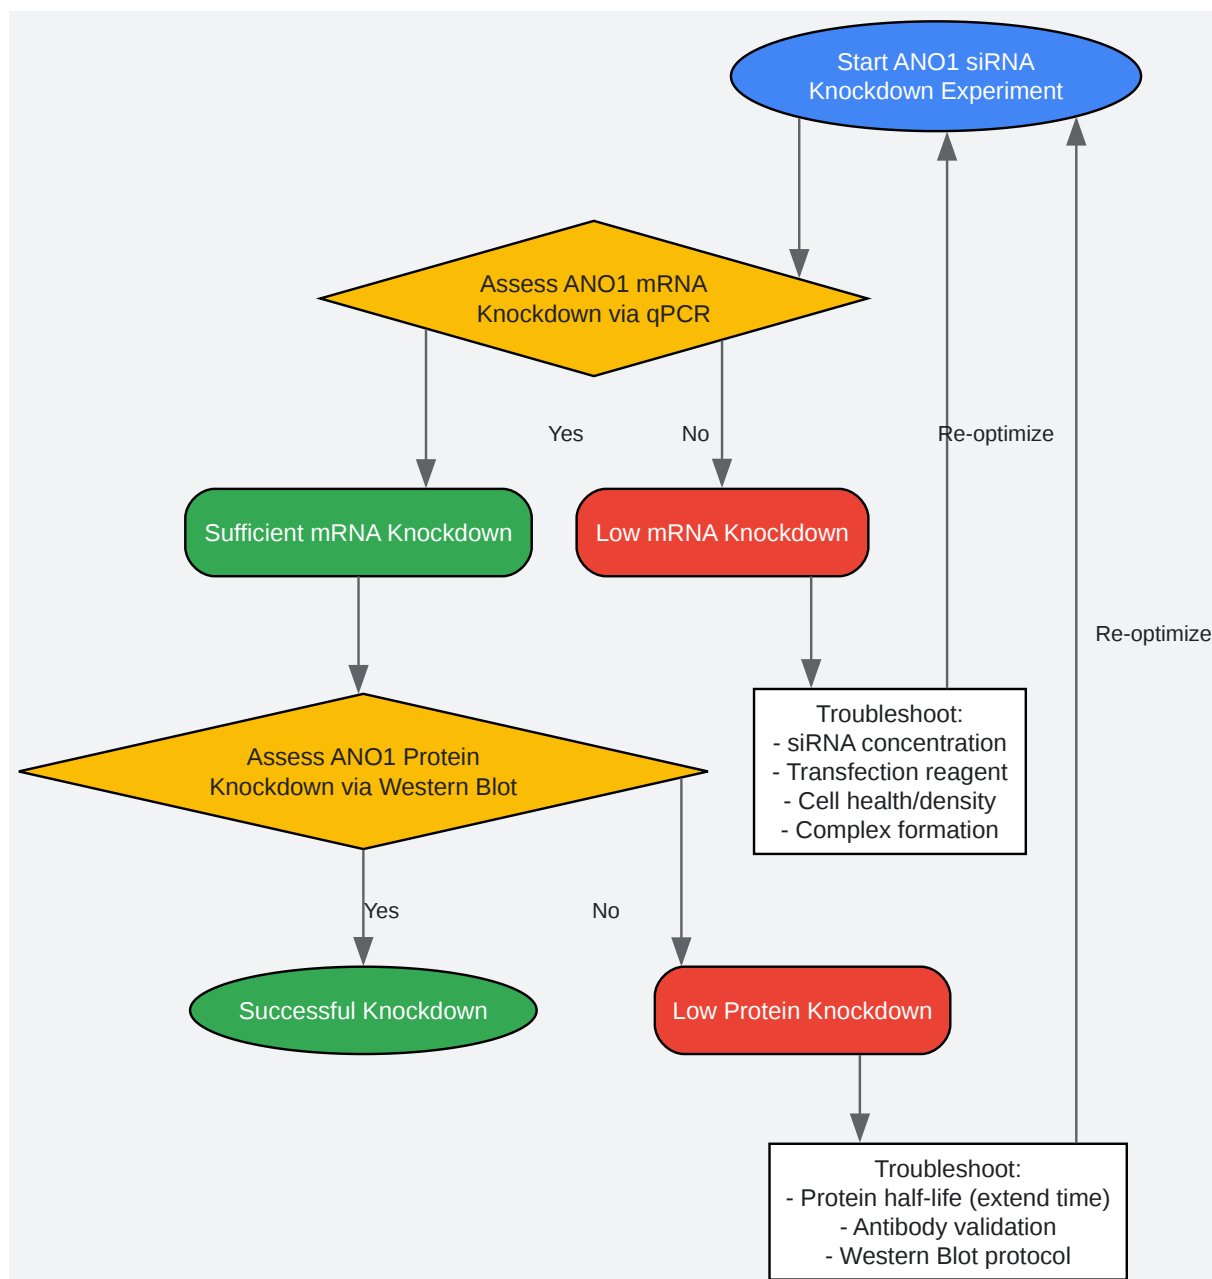 Start ANO1 siRNA
Knockdown Experiment
Assess ANO1 mRNA
Knockdown via qPCR
Yes
No
Re-optimize
Sufficient mRNA Knockdown
Low mRNA Knockdown
Re-optimize
Troubleshoot:
- siRNA concentration
- Transfection reagent
- Cell health/density
- Complex formation
Assess ANO1 Protein
Knockdown via Western Blot
Yes
No
Successful Knockdown
Low Protein Knockdown
Troubleshoot:
- Protein half-life (extend time)
- Antibody validation
- Western Blot protocol